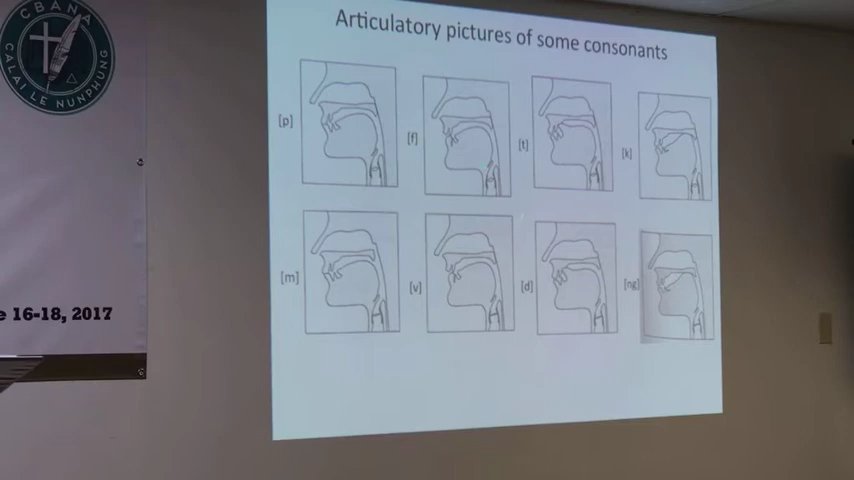 CBANA
CALAI LE NUNPHUNG
e 16-18, 2017
Articulatory pictures of some consonants
[p]
[f]
[t]
[k]
[m]
[v]
[d]
[ng]